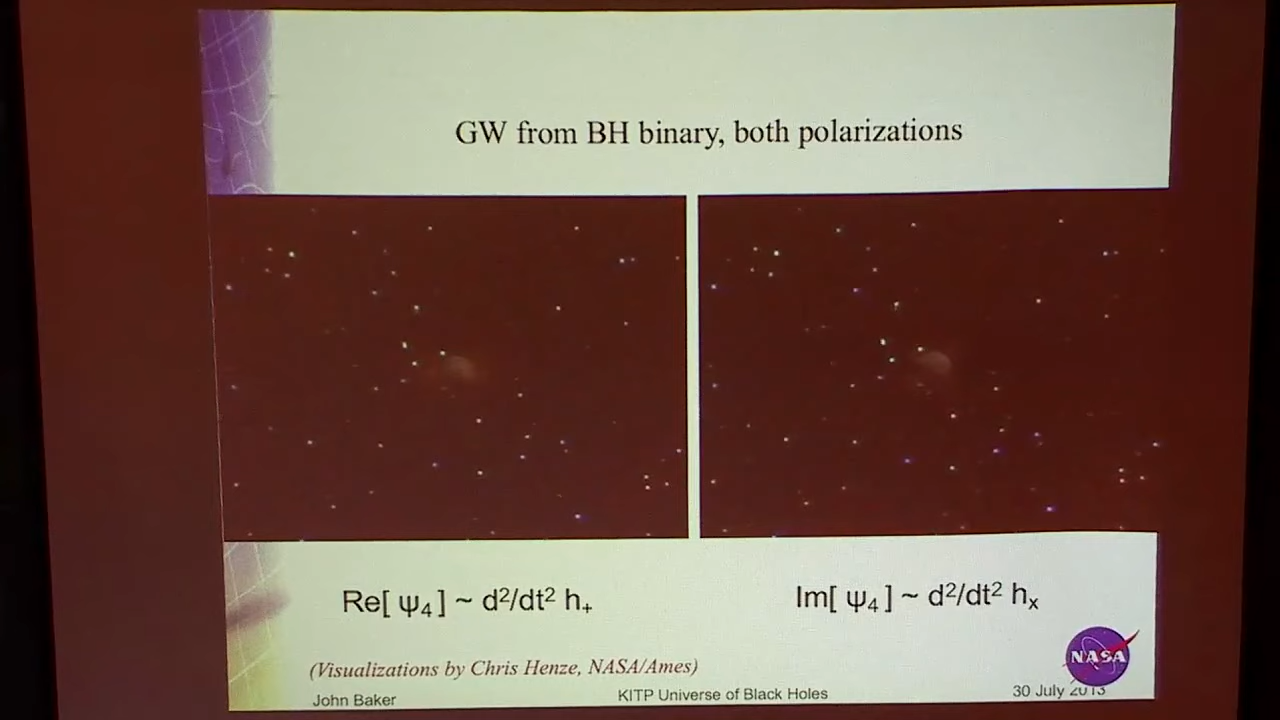 GW from BH binary, both polarizations
Re[ ψ₄ ] ~ d²/dt² h₊
Im[ ψ₄ ] ~ d²/dt² hₓ
(Visualizations by Chris Henze, NASA/Ames)
NASA
John Baker
KITP Universe of Black Holes
30 July 2013